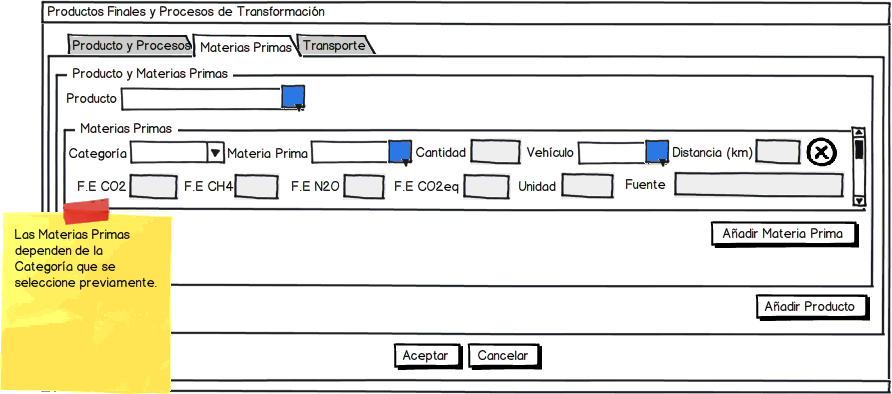 Productos Finales y Procesos de Transformación
Producto y Procesos Materias Primas Transporte
Producto y Materias Primas
Producto
Materias Primas
Categoría Materia Prima Cantidad Vehículo Distancia (km)
F.E CO2 F.E CH4 F.E N2O F.E CO2eq Unidad Fuente
Las Materias Primas
dependen de la
Categoría que se
seleccione previamente.
Añadir Materia Prima
Añadir Producto
Aceptar Cancelar